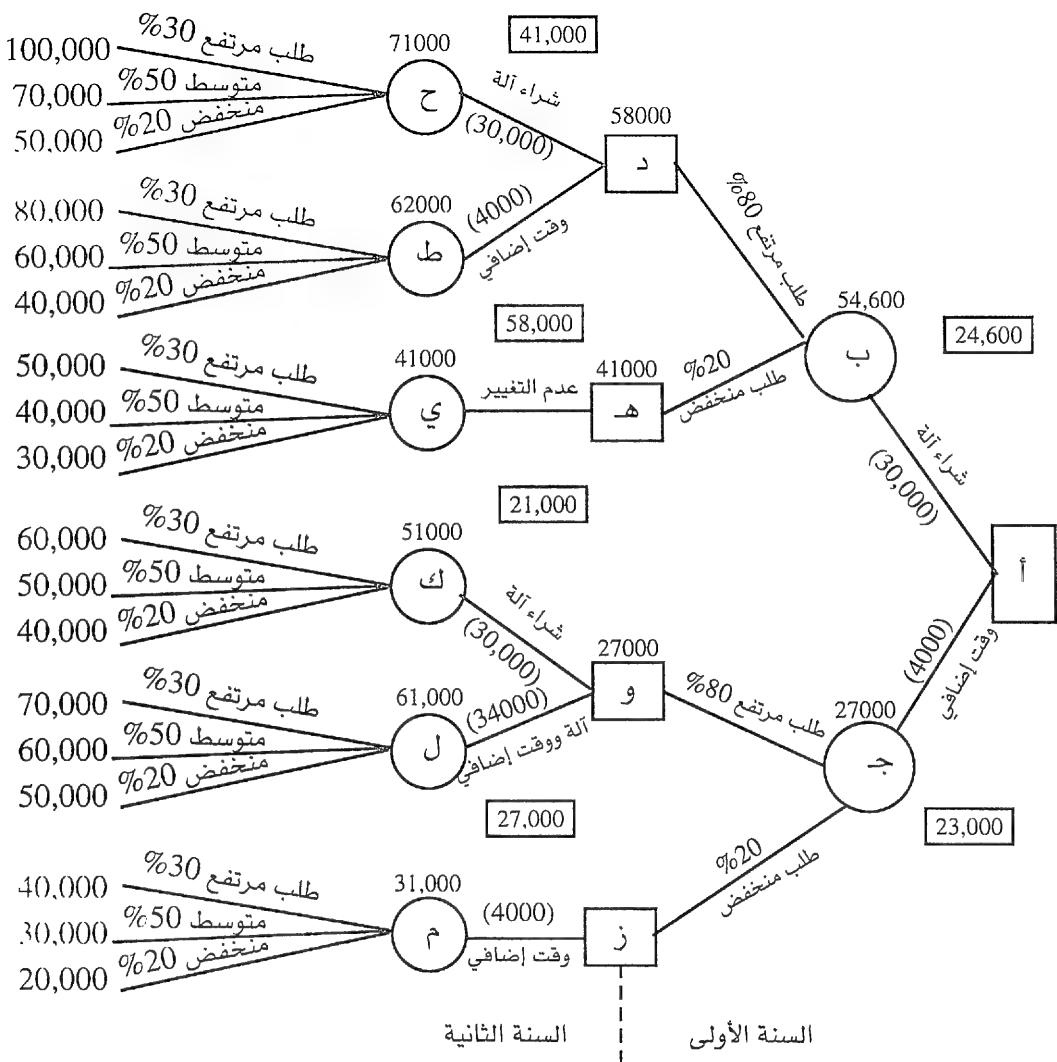 41,000
71000
100,000
طلب مرتفع 30%
70,000
متوسط 50%
50,000
منخفض 20%
ح
شراء آلة
(30,000)
58000
د
80,000
طلب مرتفع 30%
60,000
متوسط 50%
40,000
منخفض 20%
62000
ط
(4000)
وقت إضافي
طلب مرتفع 80%
58,000
54,600
ب
24,600
50,000
طلب مرتفع 30%
40,000
متوسط 50%
30,000
منخفض 20%
41000
ي
عدم التغيير
41000
هـ
%20
طلب منخفض
شراء آلة
(30,000)
21,000
أ
60,000
طلب مرتفع 30%
50,000
متوسط 50%
40,000
منخفض 20%
51000
ك
شراء آلة
(30,000)
27000
و
70,000
طلب مرتفع 30%
60,000
متوسط 50%
50,000
منخفض 20%
61,000
ل
(34000)
آلة ووقت إضافي
طلب مرتفع 80%
27000
جـ
(4000)
وقت إضافي
27,000
23,000
40,000
طلب مرتفع 30%
30,000
متوسط 50%
20,000
منخفض 20%
31,000
م
(4000)
وقت إضافي
ز
%20
طلب منخفض
السنة الأولى
السنة الثانية